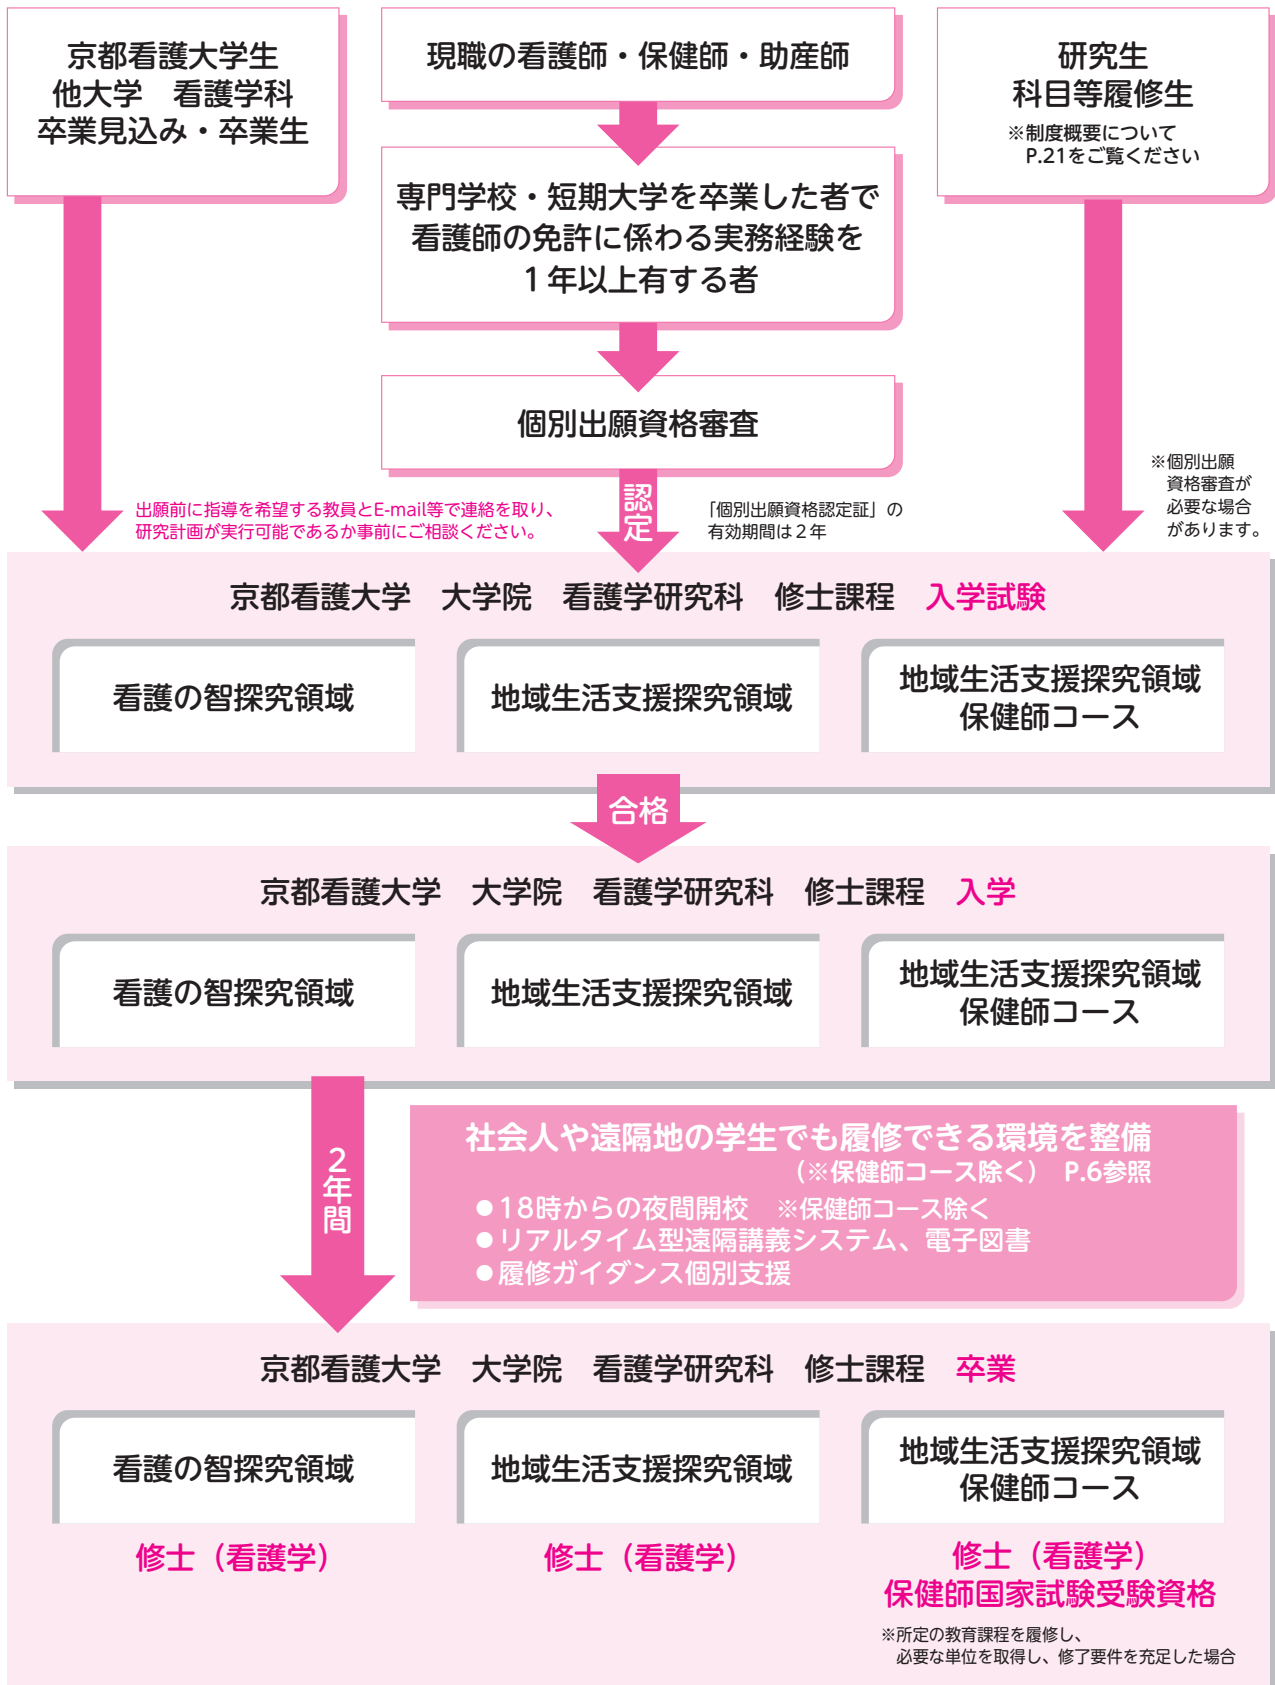 京都看護大学生
他大学　看護学科
卒業見込み・卒業生
現職の看護師・保健師・助産師
専門学校・短期大学を卒業した者で
看護師の免許に係わる実務経験を
1年以上有する者
個別出願資格審査
研究生
科目等履修生
※制度概要について
P.21をご覧ください
出願前に指導を希望する教員とE-mail等で連絡を取り、
研究計画が実行可能であるか事前にご相談ください。
認定
「個別出願資格認定証」の
有効期間は2年
※個別出願
資格審査が
必要な場合
があります。
京都看護大学　大学院　看護学研究科　修士課程　入学試験
看護の智探究領域
地域生活支援探究領域
地域生活支援探究領域
保健師コース
合格
京都看護大学　大学院　看護学研究科　修士課程　入学
看護の智探究領域
地域生活支援探究領域
地域生活支援探究領域
保健師コース
2年間
社会人や遠隔地の学生でも履修できる環境を整備
（※保健師コース除く）　P.6参照
●18時からの夜間開校　※保健師コース除く
●リアルタイム型遠隔講義システム、電子図書
●履修ガイダンス個別支援
京都看護大学　大学院　看護学研究科　修士課程　卒業
看護の智探究領域
地域生活支援探究領域
地域生活支援探究領域
保健師コース
修士（看護学）
修士（看護学）
修士（看護学）
保健師国家試験受験資格
※所定の教育課程を履修し、
必要な単位を取得し、修了要件を充足した場合